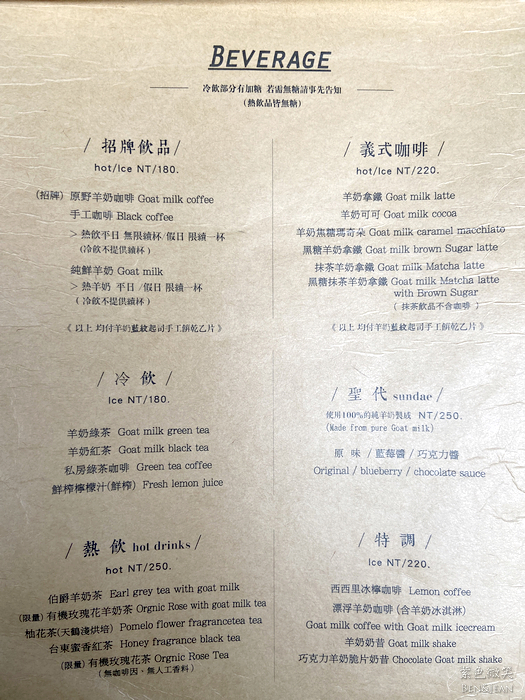 BEVERAGE
冷飲部分有加糖 若需無糖請事先告知
(熱飲品皆無糖)
/ 招牌飲品 /
hot/Ice NT/180.
(招牌) 原野羊奶咖啡 Goat milk coffee
手工咖啡 Black coffee
> 熱飲平日 無限續杯/假日 限續一杯
(冷飲不提供續杯)
純鮮羊奶 Goat milk
> 熱羊奶 平日/假日 限續一杯
(冷飲不提供續杯)
《 以上 均付羊奶藍紋起司手工餅乾乙片 》
/ 義式咖啡 /
hot/Ice NT/220.
羊奶拿鐵 Goat milk latte
羊奶可可 Goat milk cocoa
羊奶焦糖瑪奇朵 Goat milk caramel macchiato
黑糖羊奶拿鐵 Goat milk brown Sugar latte
抹茶羊奶拿鐵 Goat milk Matcha latte
黑糖抹茶羊奶拿鐵 Goat milk Matcha latte
with Brown Sugar
( 抹茶飲品不含咖啡 )
《 以上 均付羊奶藍紋起司手工餅乾乙片 》
/ 冷 飲 /
Ice NT/180.
羊奶綠茶 Goat milk green tea
羊奶紅茶 Goat milk black tea
私房綠茶咖啡 Green tea coffee
鮮榨檸檬汁(鮮榨) Fresh lemon juice
/ 聖 代 sundae /
使用100%的純羊奶製成 NT/250.
(Made from pure Goat milk)
原 味 / 藍莓醬 / 巧克力醬
Original / blueberry / chocolate sauce
/ 熱 飲 hot drinks /
hot NT/250.
伯爵羊奶茶 Earl grey tea with goat milk
(限量) 有機玫瑰花羊奶茶 Orgnic Rose with goat milk tea
柚花茶(天鶴淺烘培) Pomelo flower fragrancetea tea
台東蜜香紅茶 Honey fragrance black tea
(限量) 有機玫瑰花茶 Orgnic Rose Tea
(無咖啡因、無人工香料)
/ 特 調 /
Ice NT/220.
西西里冰檸咖啡 Lemon coffee
漂浮羊奶咖啡 (含羊奶冰淇淋)
Goat milk coffee with Goat milk icecream
羊奶奶昔 Goat milk shake
巧克力羊奶脆片奶昔 Chocolate Goat milk shake
紫色微笑